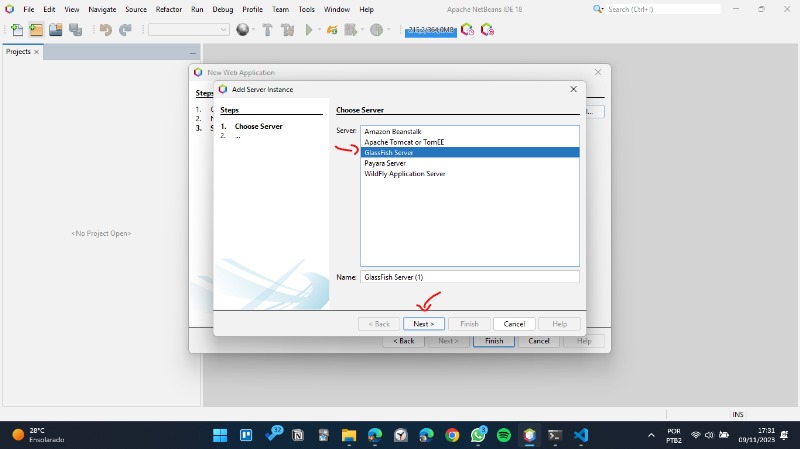 File Edit View Navigate Source Refactor Run Debug Profile Team Tools Window Help
Apache NetBeans IDE 18
Search (Ctrl+I)
216.2/364.0MB
Projects
New Web Application
Steps
1.
2.
3.
Add Server Instance
Steps
1. Choose Server
2. ...
Choose Server
Server:
Amazon Beanstalk
Apache Tomcat or TomEE
GlassFish Server
Payara Server
WildFly Application Server
<No Project Open>
Name: GlassFish Server (1)
< Back Next > Finish Cancel Help
< Back Next > Finish Cancel Help
INS
28°C
Ensolarado
32
3
POR
PTB2
17:31
09/11/2023